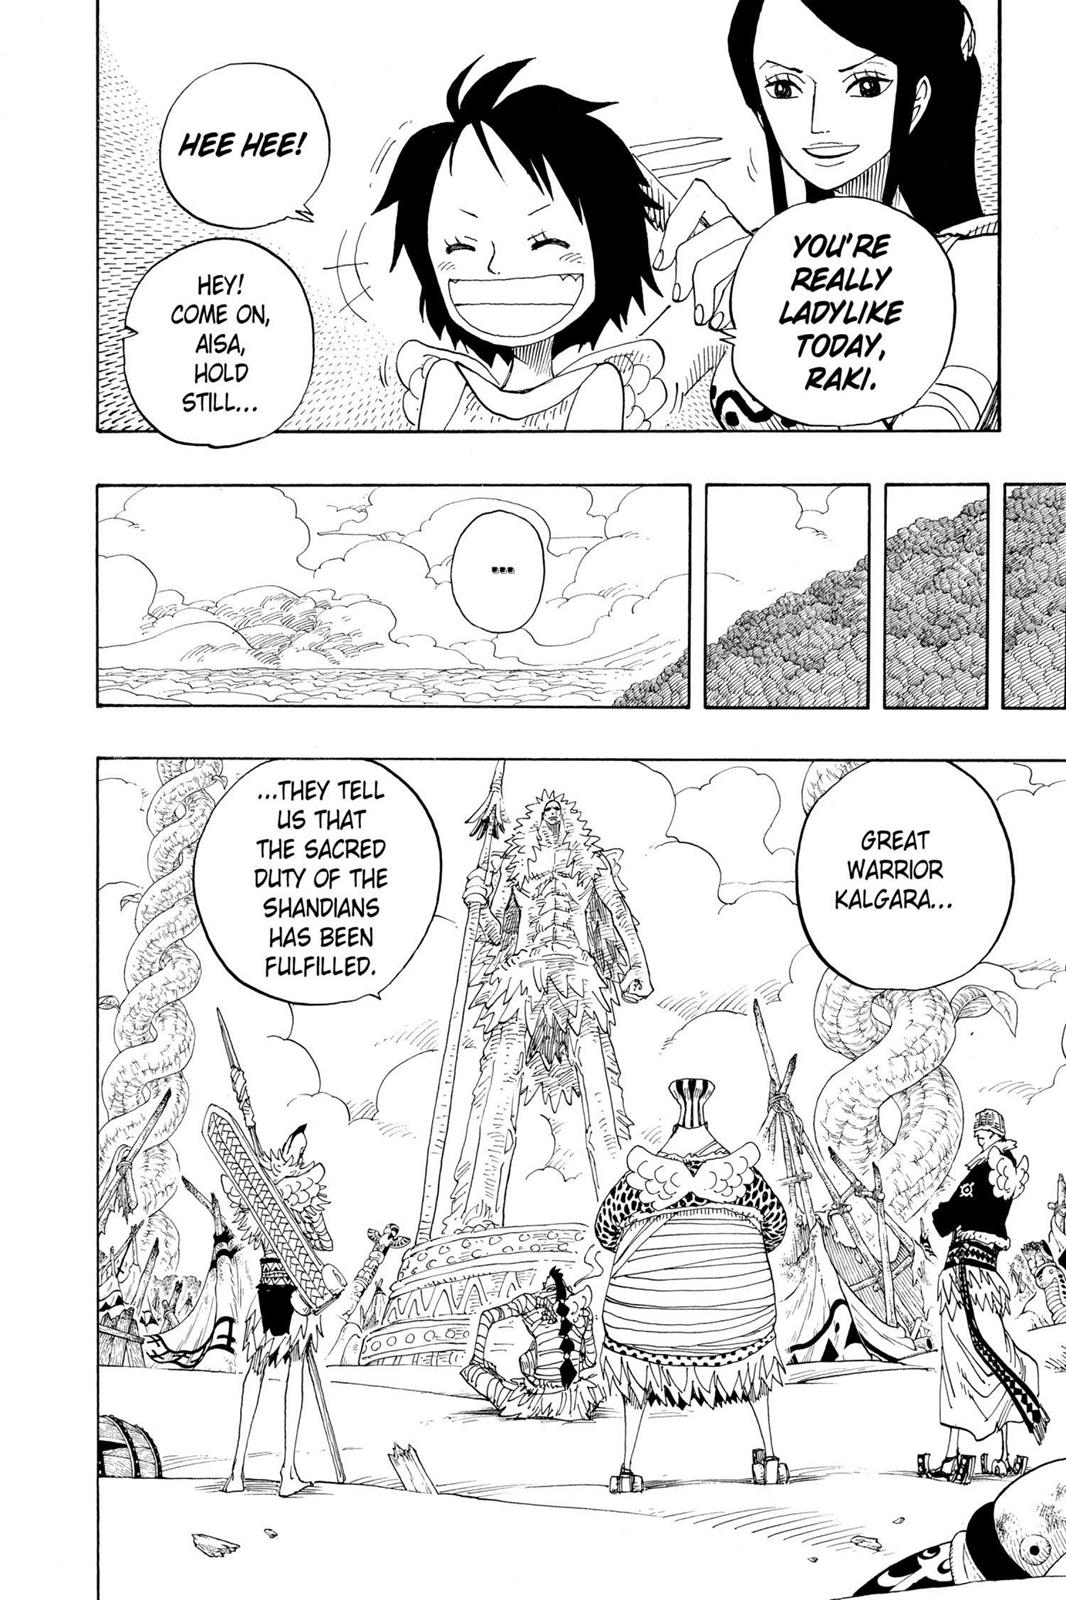 YOU'RE
REALLY
LADYLIKE
TODAY,
RAKI.
HEE HEE!
HEY!
COME ON,
AISA,
HOLD
STILL...
...
GREAT
WARRIOR
KALGARA...
...THEY TELL
US THAT
THE SACRED
DUTY OF THE
SHANDIANS
HAS BEEN
FULFILLED.